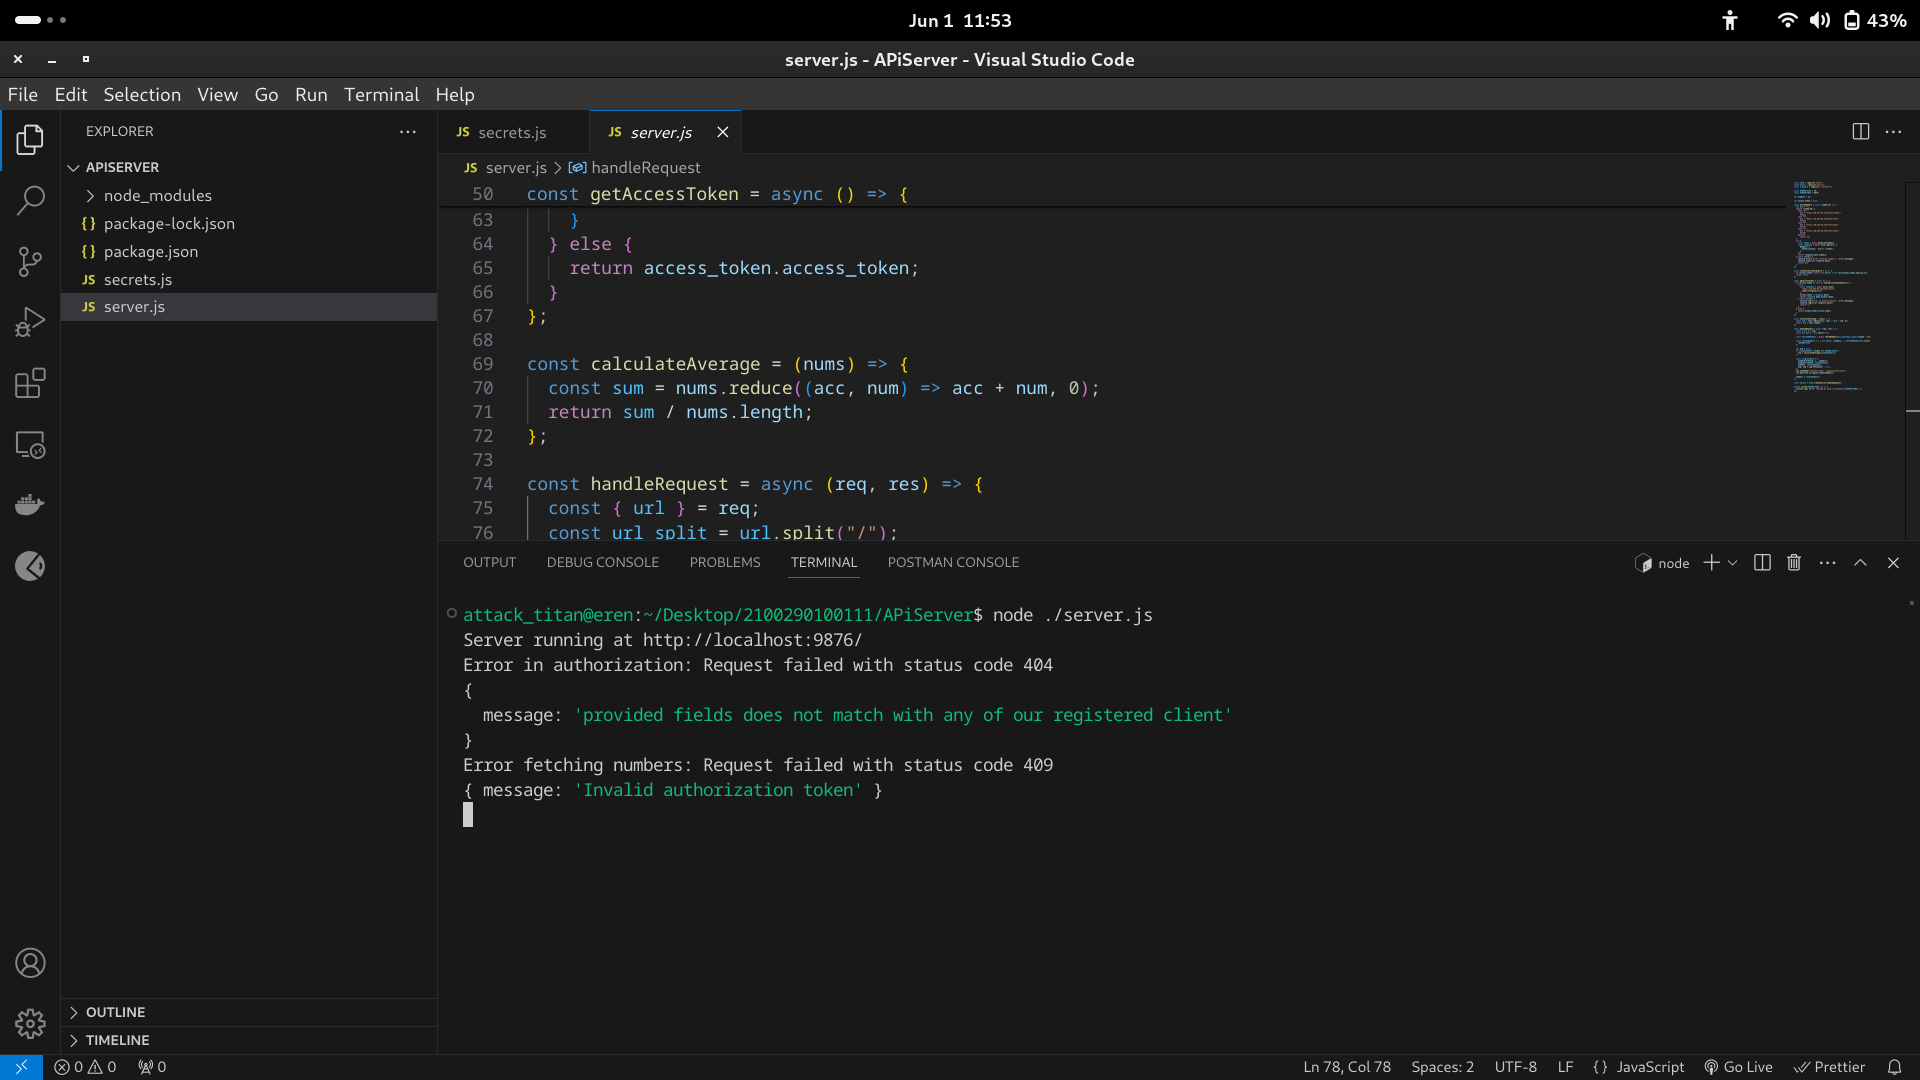 Jun 1 11:53
43%
server.js - APiServer - Visual Studio Code
File Edit Selection View Go Run Terminal Help
EXPLORER
APISERVER
node_modules
{} package-lock.json
{} package.json
JS secrets.js
JS server.js
OUTLINE
TIMELINE
JS secrets.js
JS server.js
JS server.js > handleRequest
50 const getAccessToken = async () => {
63 }
64 } else {
65 return access_token.access_token;
66 }
67 };
68
69 const calculateAverage = (nums) => {
70 const sum = nums.reduce((acc, num) => acc + num, 0);
71 return sum / nums.length;
72 };
73
74 const handleRequest = async (req, res) => {
75 const { url } = req;
76 const url_split = url.split("/");
OUTPUT DEBUG CONSOLE PROBLEMS TERMINAL POSTMAN CONSOLE
node
attack_titan@eren:~/Desktop/2100290100111/APiServer$ node ./server.js
Server running at http://localhost:9876/
Error in authorization: Request failed with status code 404
{
message: 'provided fields does not match with any of our registered client'
}
Error fetching numbers: Request failed with status code 409
{ message: 'Invalid authorization token' }
0 0 0
Ln 78, Col 78 Spaces: 2 UTF-8 LF {} JavaScript Go Live Prettier